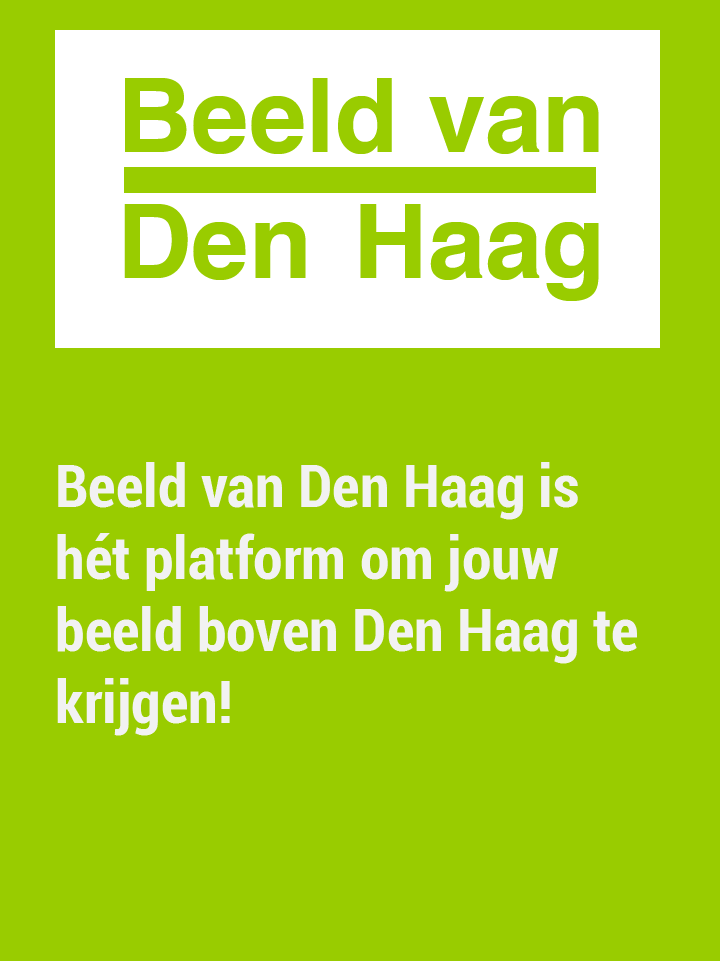 Beeld van
Den Haag
Beeld van Den Haag is
hét platform om jouw
beeld boven Den Haag te
krijgen!